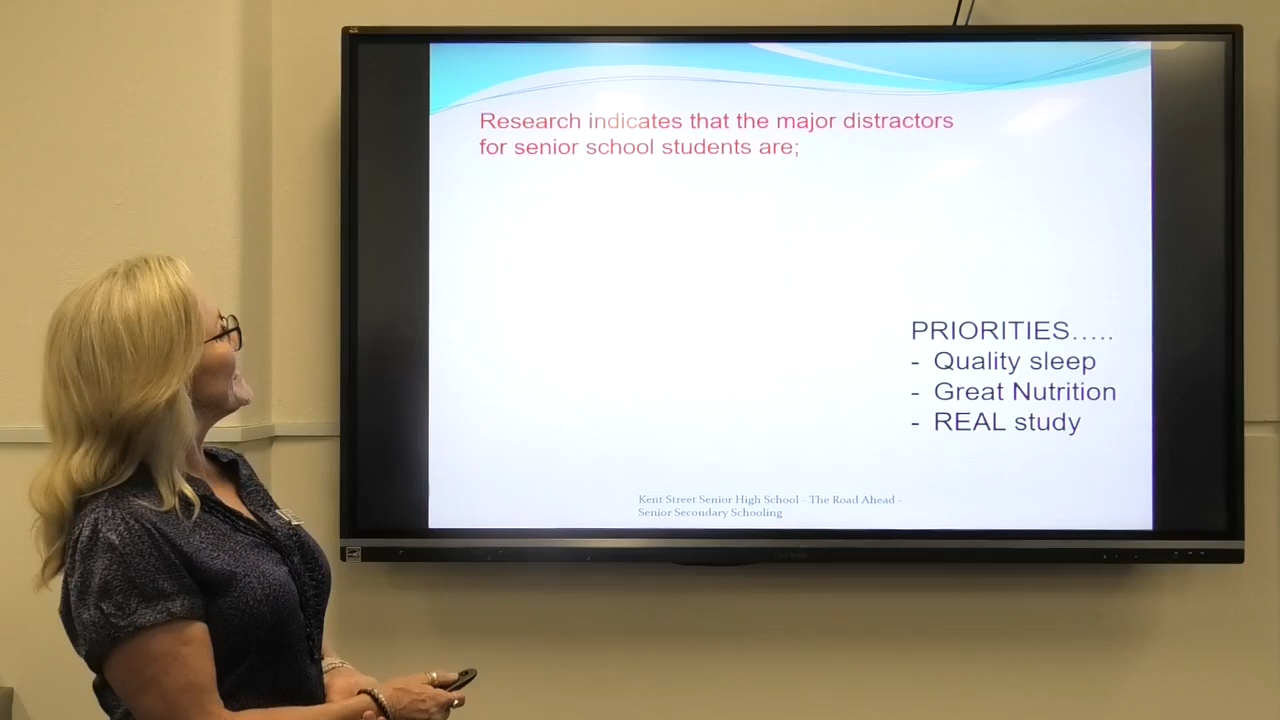 Research indicates that the major distractors
for senior school students are;
PRIORITIES.....
- Quality sleep
- Great Nutrition
- REAL study
Kent Street Senior High School - The Road Ahead -
Senior Secondary Schooling